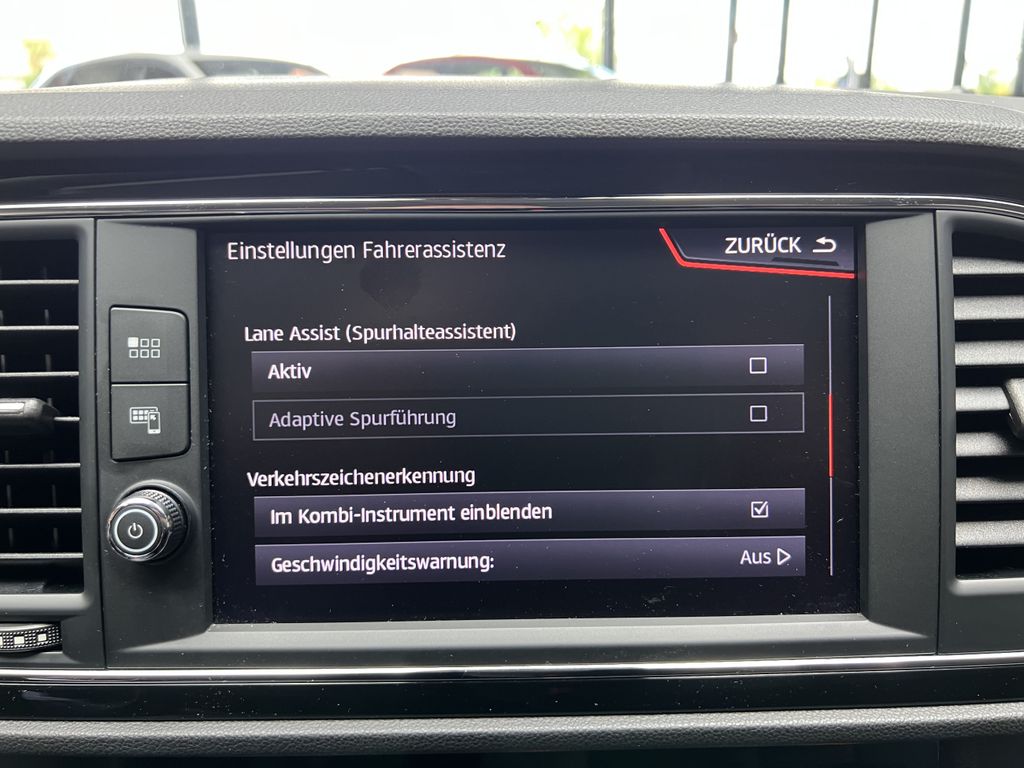 Einstellungen Fahrerassistenz
ZURÜCK
Lane Assist (Spurhalteassistent)
Aktiv
Adaptive Spurführung
Verkehrszeichenerkennung
Im Kombi-Instrument einblenden
Geschwindigkeitswarnung: Aus